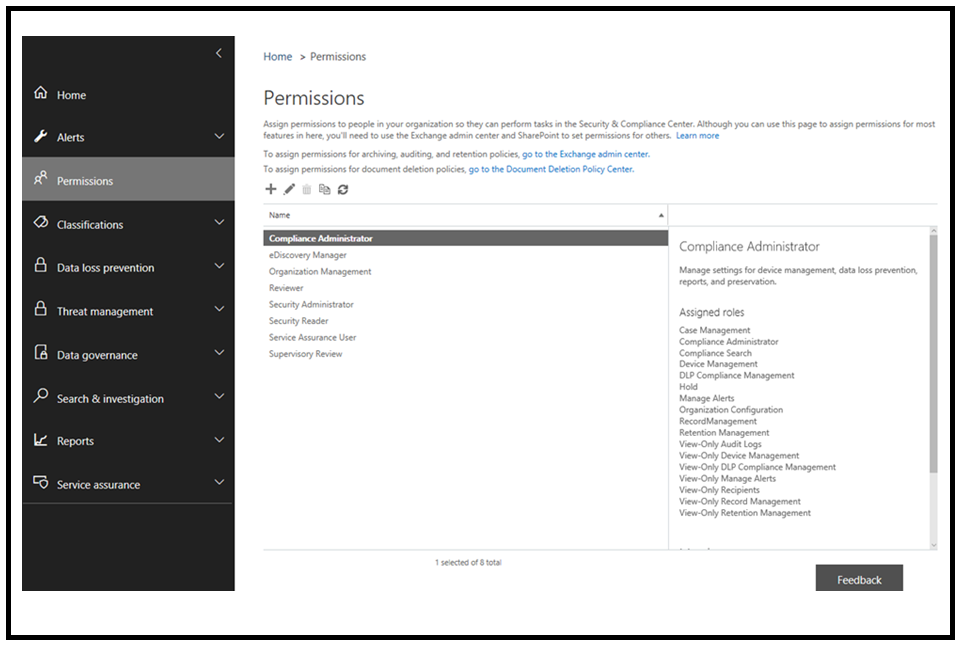 Home
Alerts
Permissions
Classifications
Data loss prevention
Threat management
Data governance
Search & investigation
Reports
Service assurance
Home > Permissions
Permissions
Assign permissions to people in your organization so they can perform tasks in the Security & Compliance Center. Although you can use this page to assign permissions for most
features in here, you'll need to use the Exchange admin center and SharePoint to set permissions for others. Learn more
To assign permissions for archiving, auditing, and retention policies, go to the Exchange admin center.
To assign permissions for document deletion policies, go to the Document Deletion Policy Center.
Name
Compliance Administrator
eDiscovery Manager
Organization Management
Reviewer
Security Administrator
Security Reader
Service Assurance User
Supervisory Review
1 selected of 8 total
Compliance Administrator
Manage settings for device management, data loss prevention,
reports, and preservation.
Assigned roles
Case Management
Compliance Administrator
Compliance Search
Device Management
DLP Compliance Management
Hold
Manage Alerts
Organization Configuration
RecordManagement
Retention Management
View-Only Audit Logs
View-Only Device Management
View-Only DLP Compliance Management
View-Only Manage Alerts
View-Only Recipients
View-Only Record Management
View-Only Retention Management
Feedback